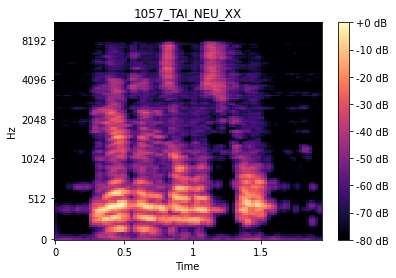 1057_TAI_NEU_XX
+0 dB
8192
-10 dB
4096
-20 dB
-30 dB
2048
Hz
-40 dB
1024
-50 dB
512
-60 dB
-70 dB
0
-80 dB
0
0.5
1
1.5
Time